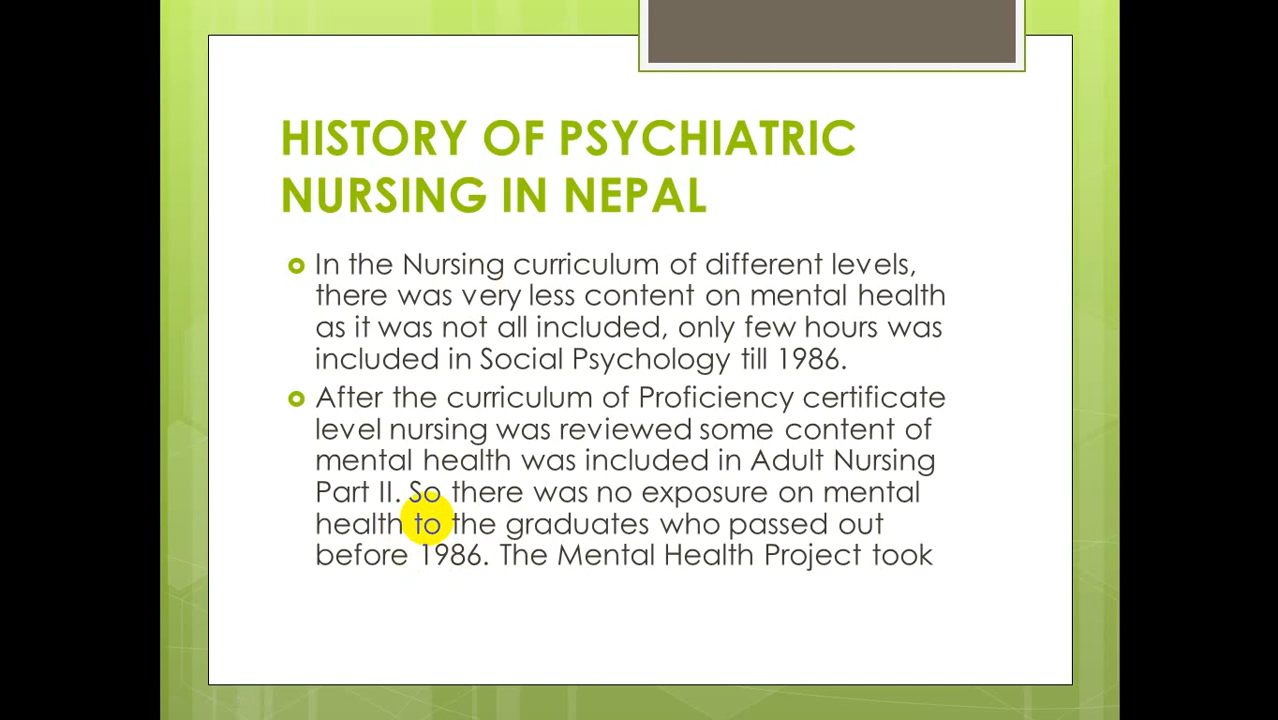 HISTORY OF PSYCHIATRIC
NURSING IN NEPAL
In the Nursing curriculum of different levels,
there was very less content on mental health
as it was not all included, only few hours was
included in Social Psychology till 1986.
After the curriculum of Proficiency certificate
level nursing was reviewed some content of
mental health was included in Adult Nursing
Part II. So there was no exposure on mental
health to the graduates who passed out
before 1986. The Mental Health Project took